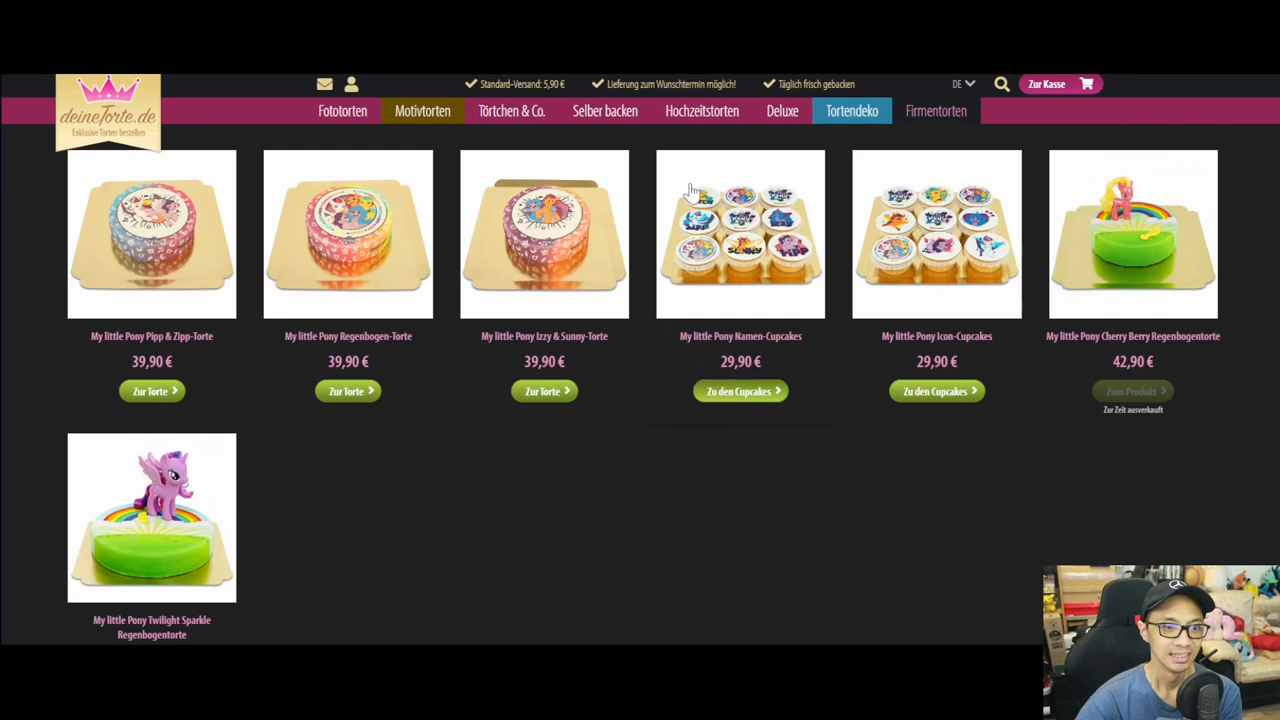 deineTorte.de
Exklusive Torten bestellen
Standard-Versand: 5,90 €
Lieferung zum Wunschtermin möglich!
Täglich frisch gebacken
DE
Zur Kasse
Fototorten
Motivtorten
Törtchen & Co.
Selber backen
Hochzeitstorten
Deluxe
Tortendeko
Firmentorten
SUNNY
My little Pony Pipp & Zipp-Torte
My little Pony Regenbogen-Torte
My little Pony Izzy & Sunny-Torte
My little Pony Namen-Cupcakes
My little Pony Icon-Cupcakes
My little Pony Cherry Berry Regenbogentorte
39,90 €
39,90 €
39,90 €
29,90 €
29,90 €
42,90 €
Zur Torte
Zur Torte
Zur Torte
Zu den Cupcakes
Zu den Cupcakes
Zum Produkt
Zur Zeit ausverkauft
My little Pony Twilight Sparkle
Regenbogentorte